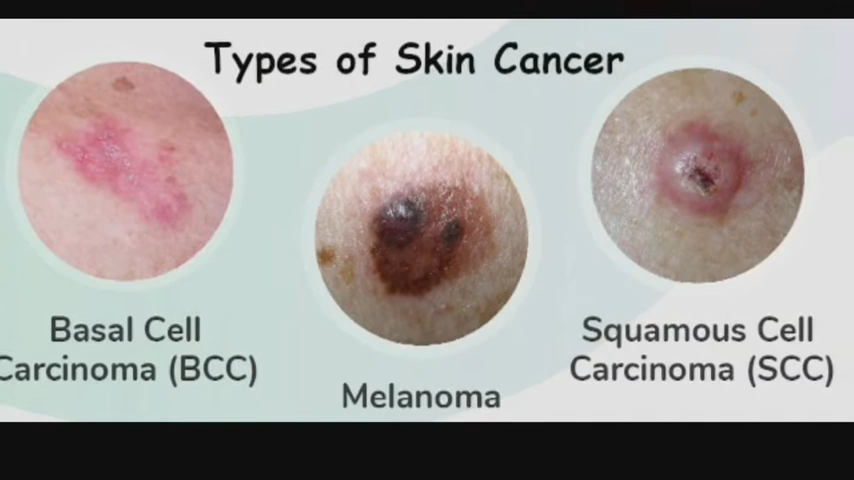 Types of Skin Cancer
Basal Cell
Carcinoma (BCC)
Melanoma
Squamous Cell
Carcinoma (SCC)